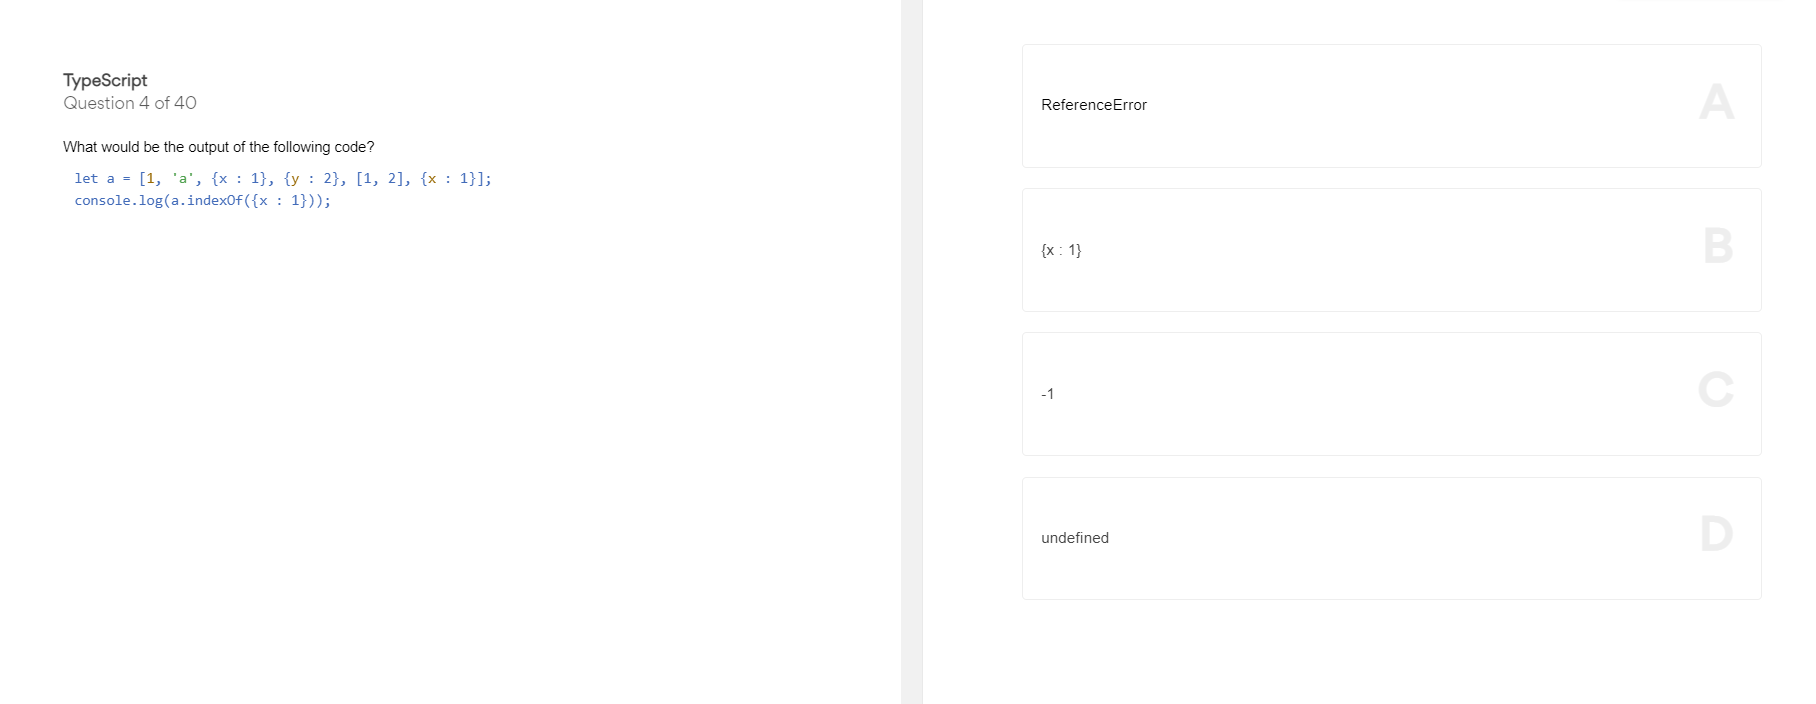 TypeScript
Question 4 of 40
What would be the output of the following code?
let a = [1, 'a', {x : 1}, {y : 2}, [1, 2], {x : 1}];
console.log(a.indexOf({x : 1}));
ReferenceError
A
{x : 1}
B
-1
C
undefined
D